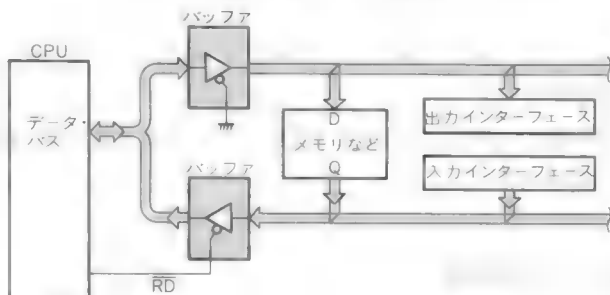 バッファ
CPU
データ・
バス
D
メモリなど
Q
出力インターフェース
入力インターフェース
バッファ
RD